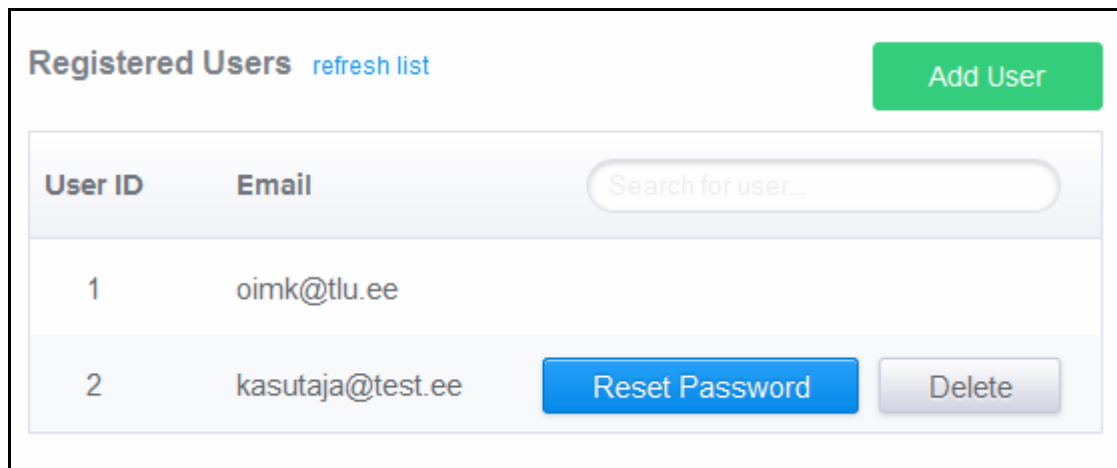 Registered Users refresh list
Add User
User ID Email Search for user...
1 oimk@tlu.ee
2 kasutaja@test.ee Reset Password Delete